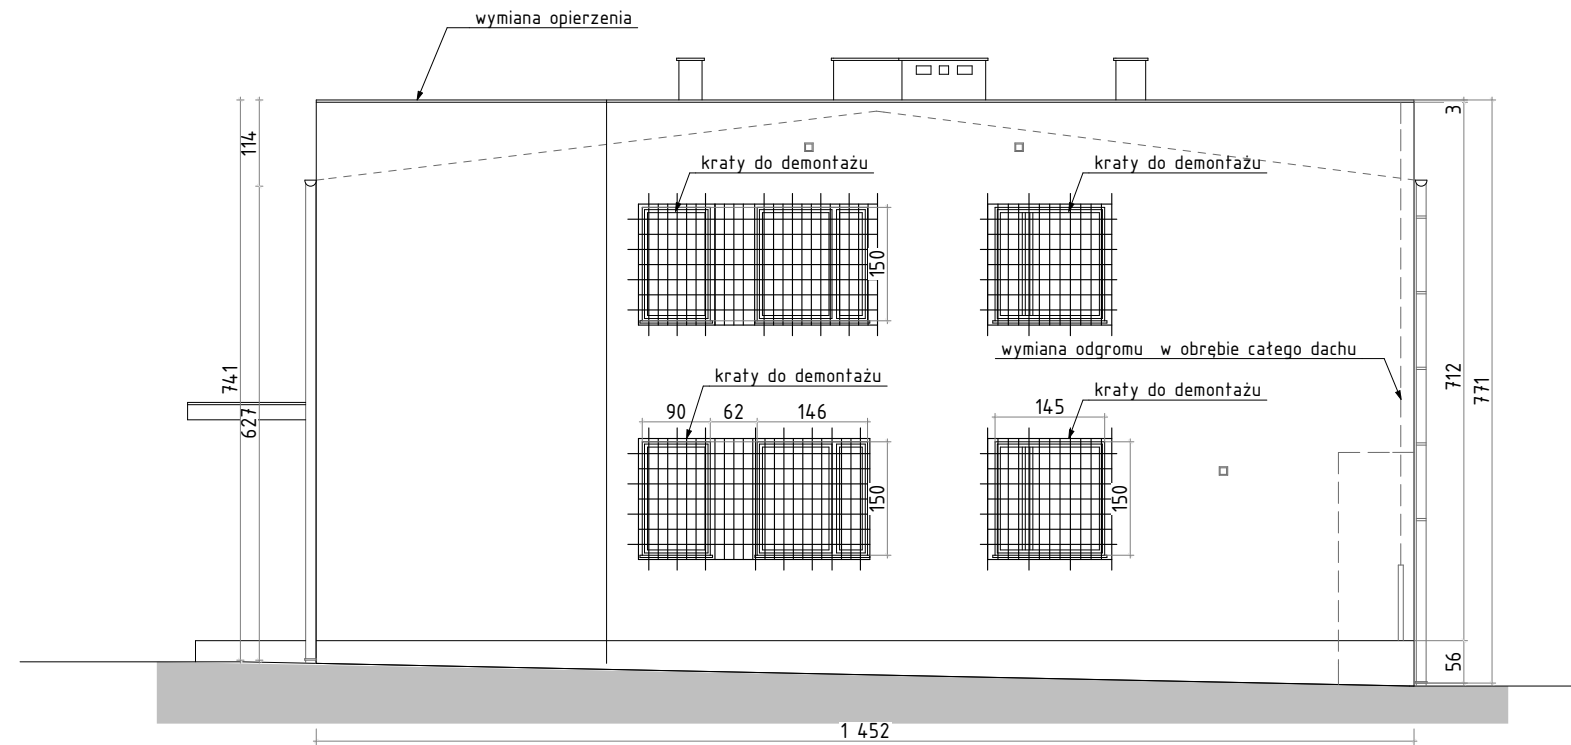 wymiana opierzenia
114
3
kraty do demontażu
kraty do demontażu
150
wymiana odgromu w obrębie całego dachu
741
627
712
771
kraty do demontażu
kraty do demontażu
90 62 146
145
150
150
56
1 452